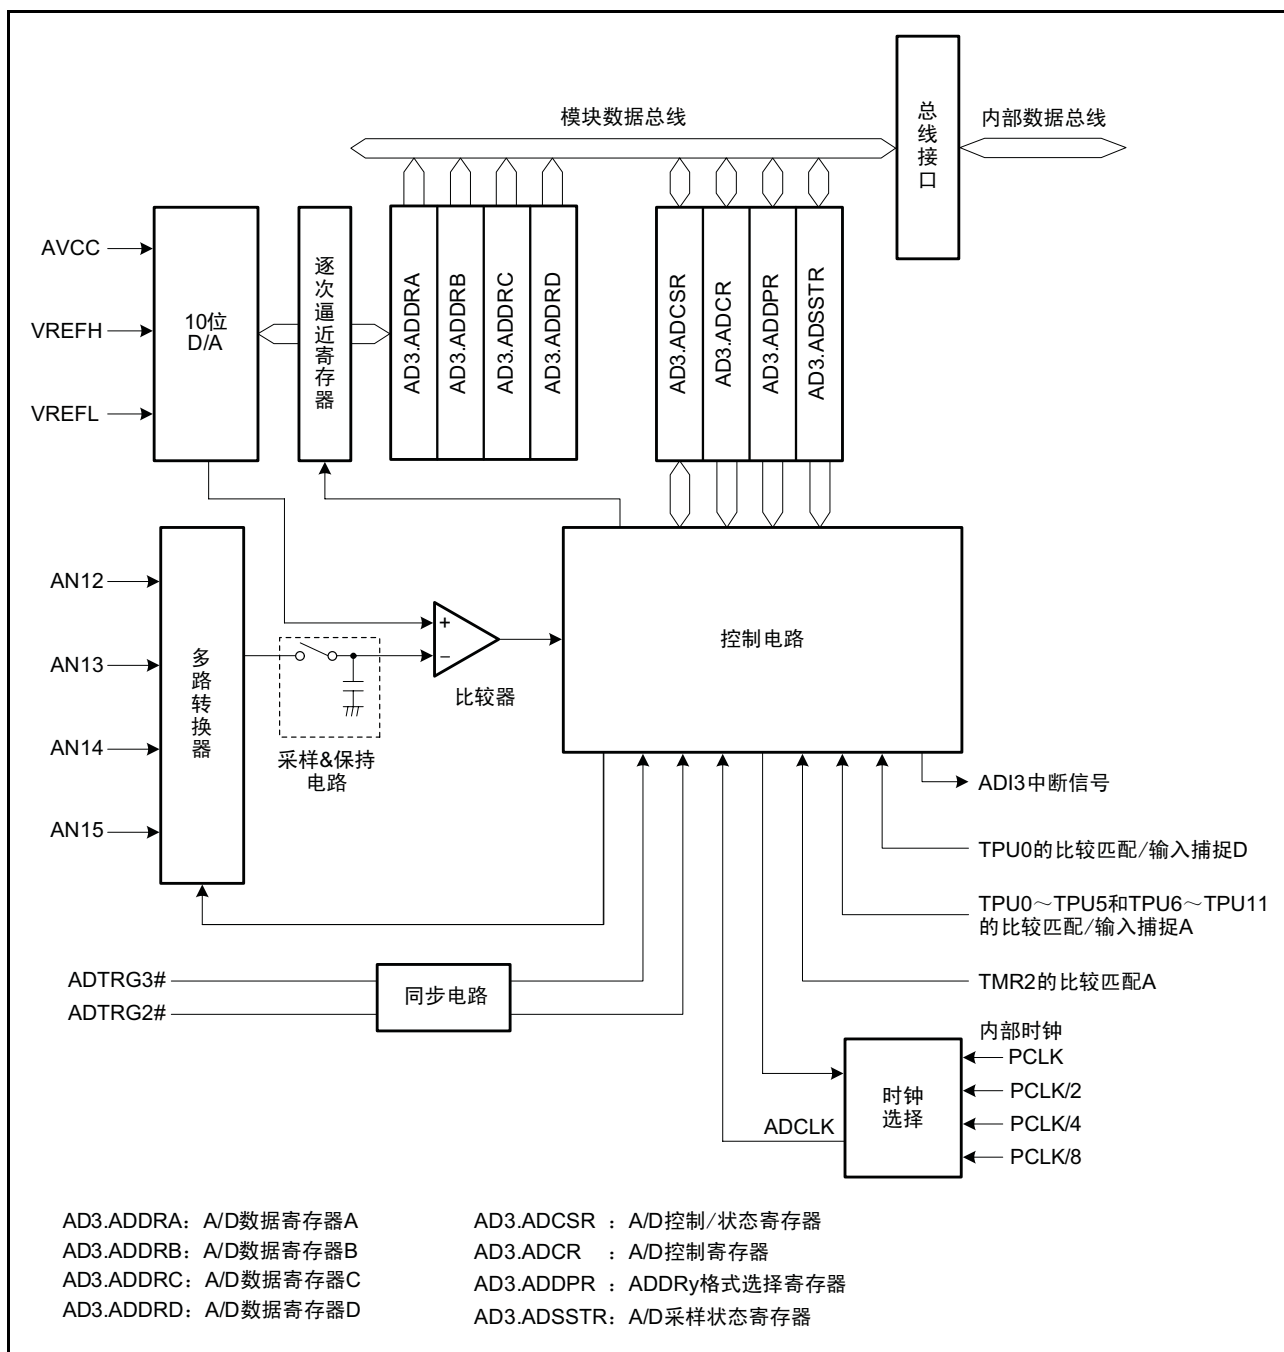 模块数据总线
总线接口
内部数据总线
AVCC
VREFH
VREFL
10位
D/A
逐次逼近寄存器
AD3.ADDRA
AD3.ADDRB
AD3.ADDRC
AD3.ADDRD
AD3.ADCSR
AD3.ADCR
AD3.ADDPR
AD3.ADSSTR
AN12
AN13
AN14
AN15
多路转换器
采样&保持
电路
+
−
比较器
控制电路
ADI3中断信号
TPU0的比较匹配/输入捕捉D
TPU0～TPU5和TPU6～TPU11
的比较匹配/输入捕捉A
TMR2的比较匹配A
ADTRG3#
ADTRG2#
同步电路
内部时钟
PCLK
PCLK/2
PCLK/4
PCLK/8
时钟
选择
ADCLK
AD3.ADDRA：A/D数据寄存器A
AD3.ADDRB：A/D数据寄存器B
AD3.ADDRC：A/D数据寄存器C
AD3.ADDRD：A/D数据寄存器D
AD3.ADCSR ：A/D控制/状态寄存器
AD3.ADCR ：A/D控制寄存器
AD3.ADDPR ：ADDRy格式选择寄存器
AD3.ADSSTR：A/D采样状态寄存器